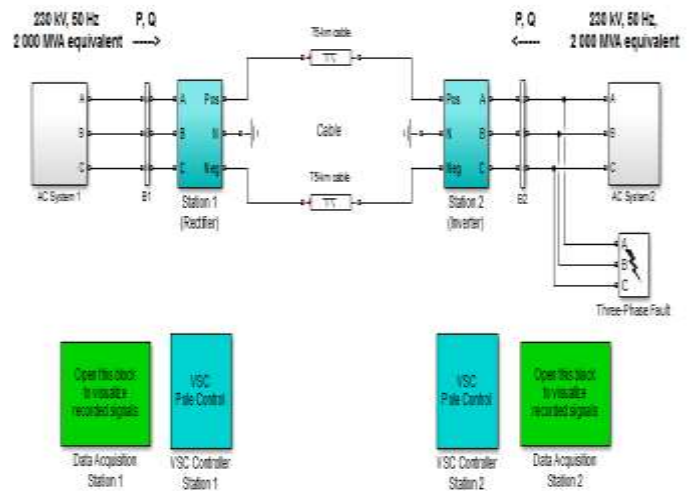 230 kV, 50 Hz
2 000 MVA equivalent
P, Q
---->
75 km cable
P, Q
<----
230 kV, 50 Hz,
2 000 MVA equivalent
A
B
C
AC System 1
B1
A
B
C
Pos
N
Neg
Station 1
(Rectifier)
Cable
75 km cable
Pos
N
Neg
A
B
C
Station 2
(Inverter)
B2
A
B
C
AC System 2
A
B
C
Three-Phase Fault
Open this block
to visualize
recorded signals
Data Acquisition
Station 1
VSC
Pole Control
VSC Controller
Station 1
VSC
Pole Control
VSC Controller
Station 2
Open this block
to visualize
recorded signals
Data Acquisition
Station 2